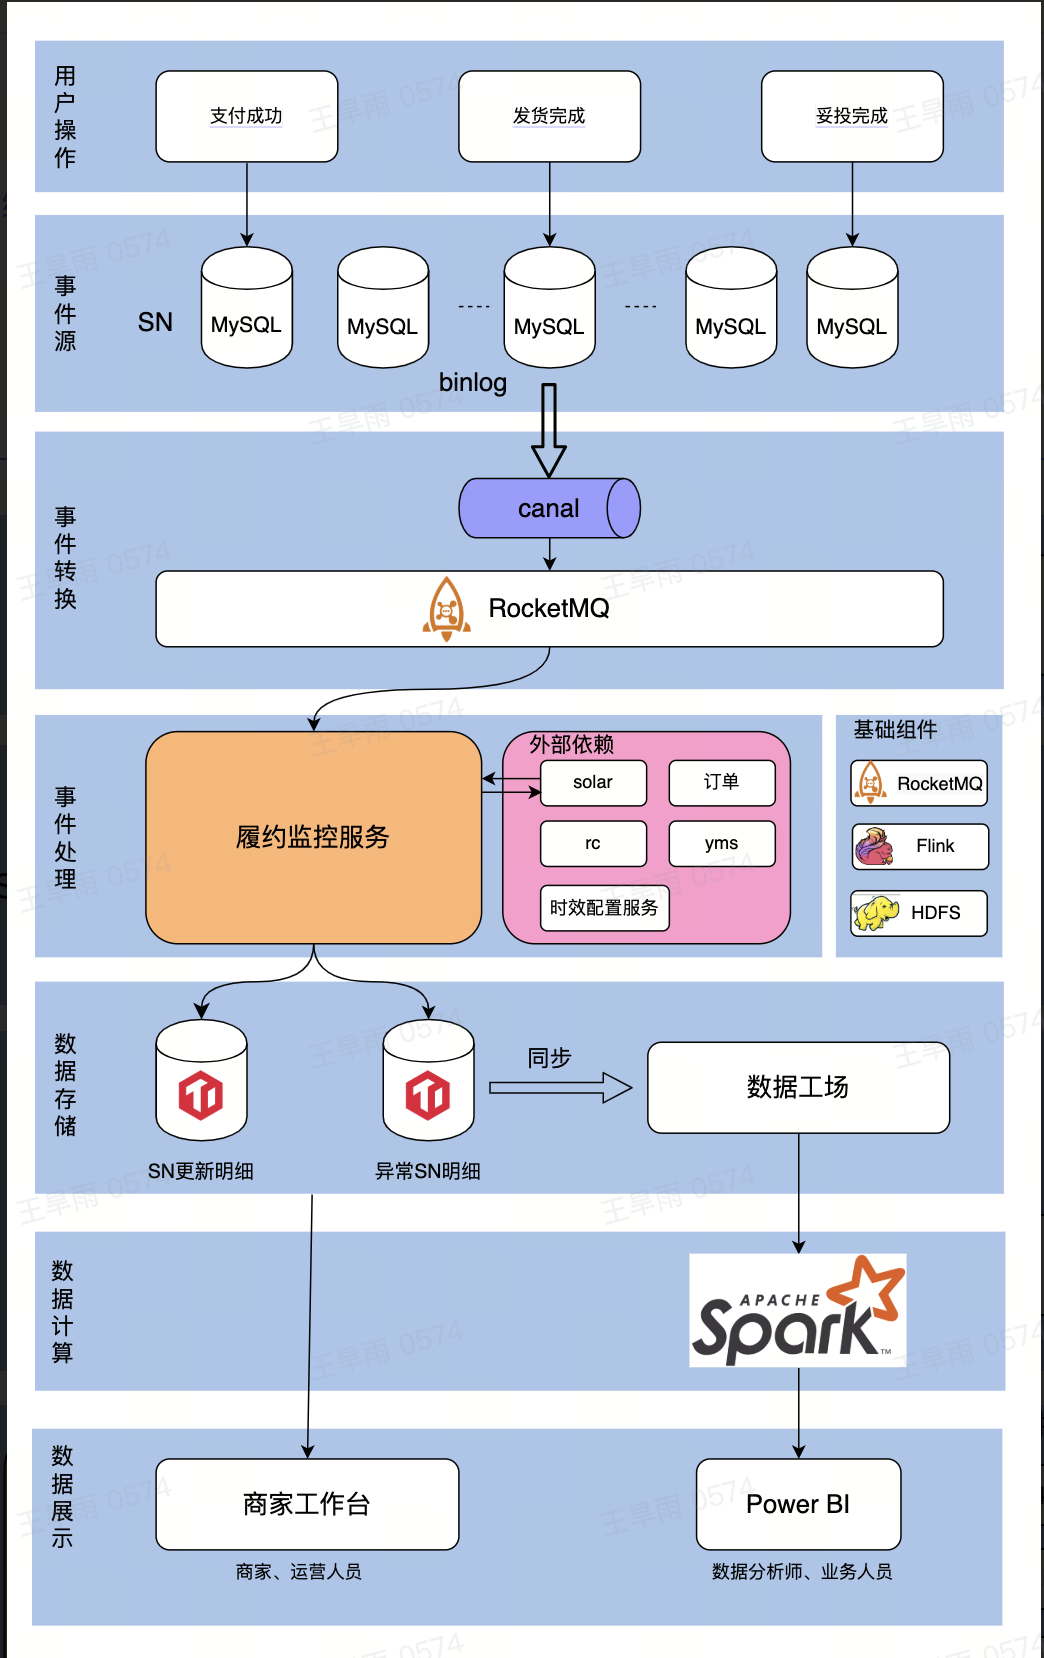 用户操作
支付成功
发货完成
妥投完成
事件源
SN
MySQL
MySQL
MySQL
MySQL
MySQL
binlog
事件转换
canal
RocketMQ
事件处理
履约监控服务
外部依赖
solar
订单
rc
yms
时效配置服务
基础组件
RocketMQ
Flink
HDFS
数据存储
同步
数据工场
SN更新明细
异常SN明细
数据计算
APACHE
Spark
TM
数据展示
商家工作台
Power BI
商家、运营人员
数据分析师、业务人员
王旱雨 0574